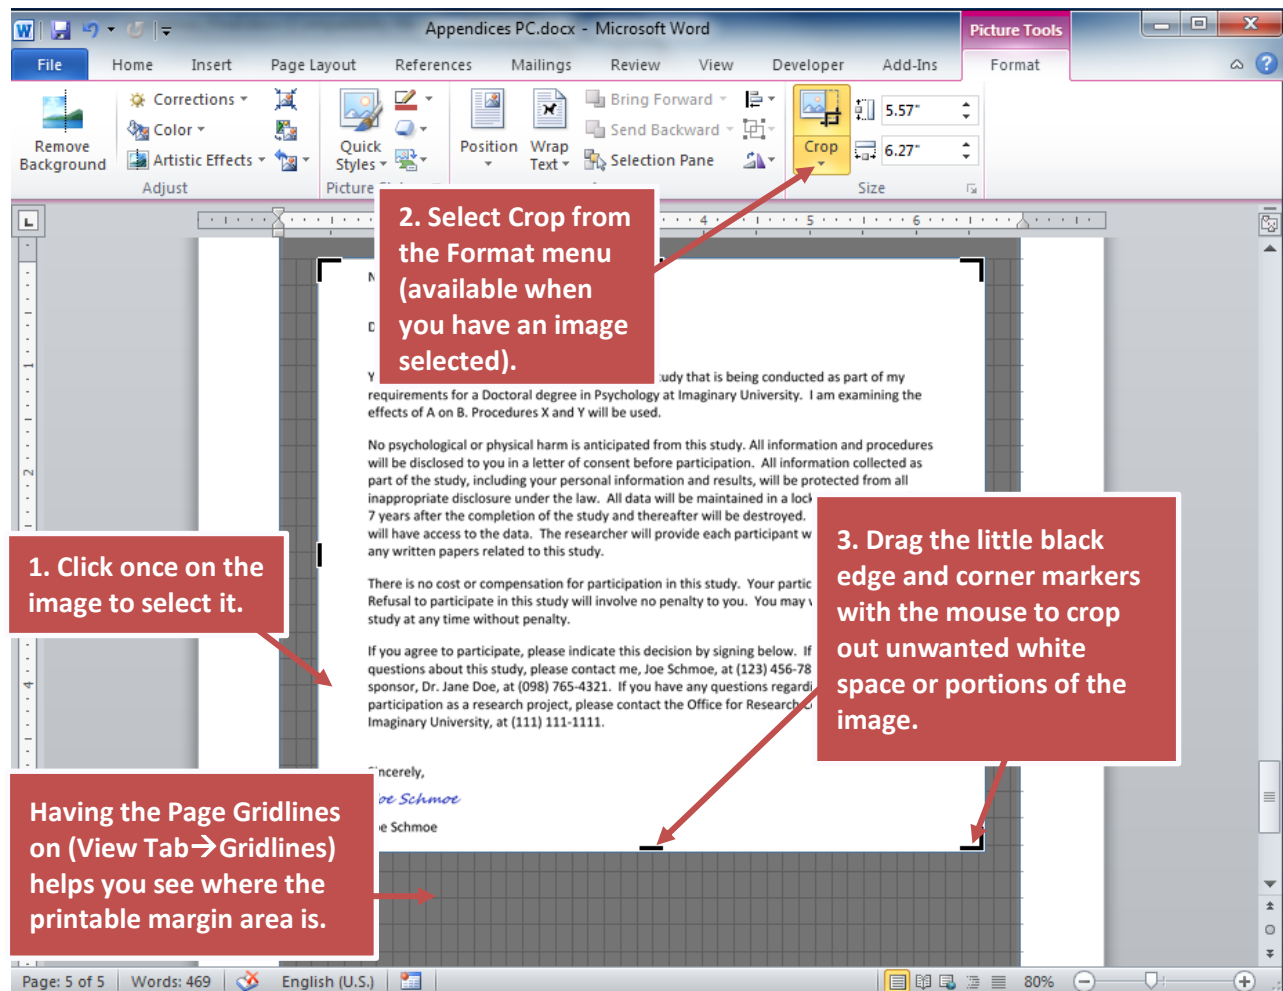 Appendices PC.docx - Microsoft Word
Picture Tools
File Home Insert Page Layout References Mailings Review View Developer Add-Ins Format
Remove Background
Corrections
Color
Artistic Effects
Adjust
Quick Styles
Picture
Position
Wrap Text
Bring Forward
Send Backward
Selection Pane
Crop
5.57"
6.27"
Size
2. Select Crop from
the Format menu
(available when
you have an image
selected).
4 5 6
1
2
4
N
D
Y udy that is being conducted as part of my
requirements for a Doctoral degree in Psychology at Imaginary University. I am examining the
effects of A on B. Procedures X and Y will be used.
No psychological or physical harm is anticipated from this study. All information and procedures
will be disclosed to you in a letter of consent before participation. All information collected as
part of the study, including your personal information and results, will be protected from all
inappropriate disclosure under the law. All data will be maintained in a loc
7 years after the completion of the study and thereafter will be destroyed.
will have access to the data. The researcher will provide each participant w
any written papers related to this study.
There is no cost or compensation for participation in this study. Your partic
Refusal to participate in this study will involve no penalty to you. You may
study at any time without penalty.
If you agree to participate, please indicate this decision by signing below. If
questions about this study, please contact me, Joe Schmoe, at (123) 456-78
sponsor, Dr. Jane Doe, at (098) 765-4321. If you have any questions regardi
participation as a research project, please contact the Office for Research C
Imaginary University, at (111) 111-1111.
incerely,
oe Schmoe
e Schmoe
1. Click once on the
image to select it.
3. Drag the little black
edge and corner markers
with the mouse to crop
out unwanted white
space or portions of the
image.
Having the Page Gridlines
on (View Tab→Gridlines)
helps you see where the
printable margin area is.
Page: 5 of 5 Words: 469 English (U.S.) 80%